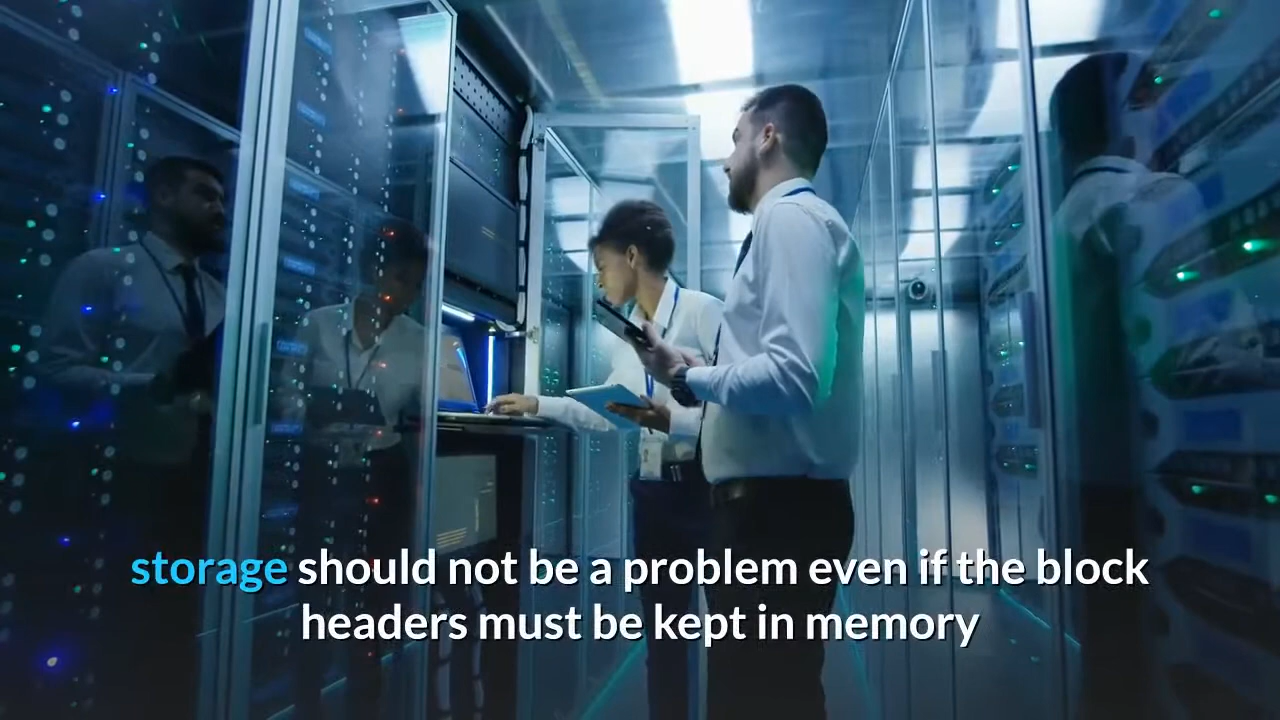 storage should not be a problem even if the block
headers must be kept in memory